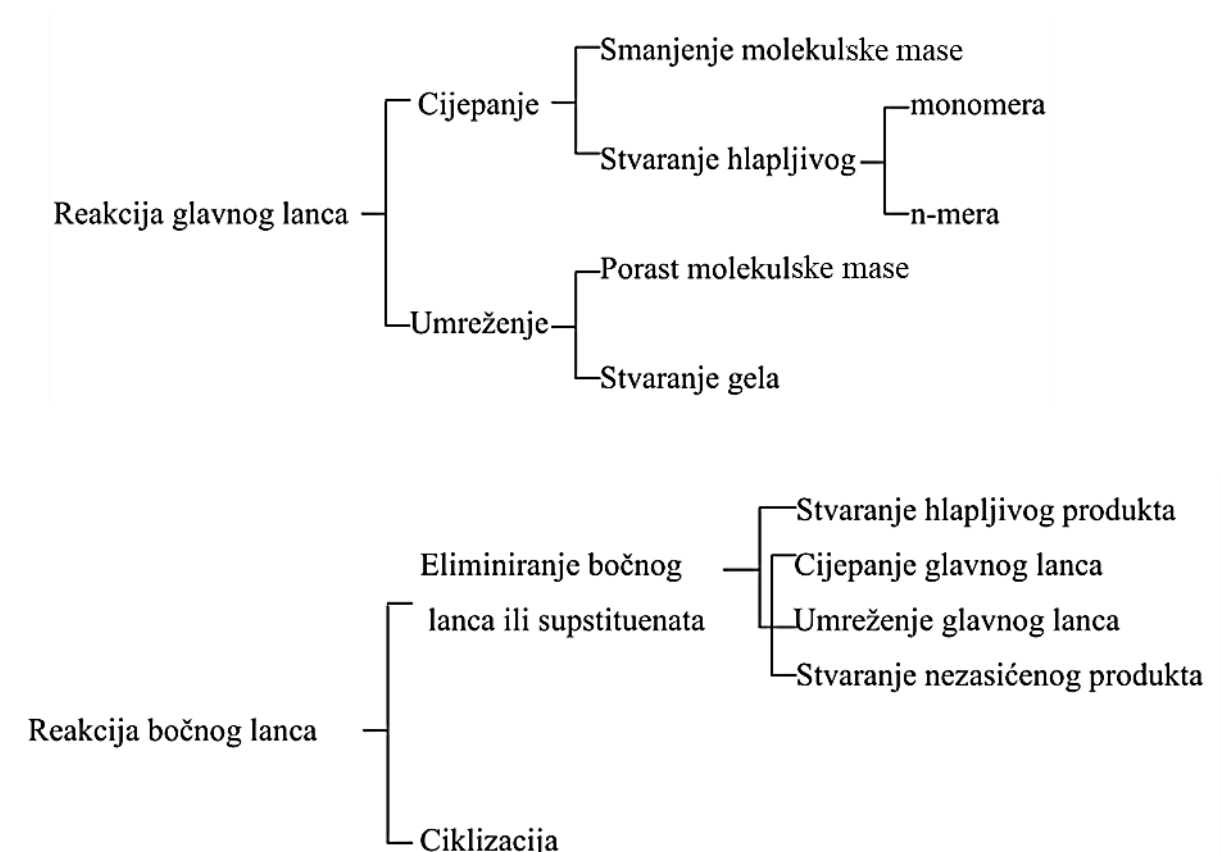 Smanjenje molekulske mase
Cijepanje
monomera
Stvaranje hlapljivog
Reakcija glavnog lanca
n-mera
Porast molekulske mase
Umreženje
Stvaranje gela
Stvaranje hlapljivog produkta
Eliminiranje bočnog
Cijepanje glavnog lanca
lanca ili supstituenata
Umreženje glavnog lanca
Stvaranje nezasićenog produkta
Reakcija bočnog lanca
Ciklizacija